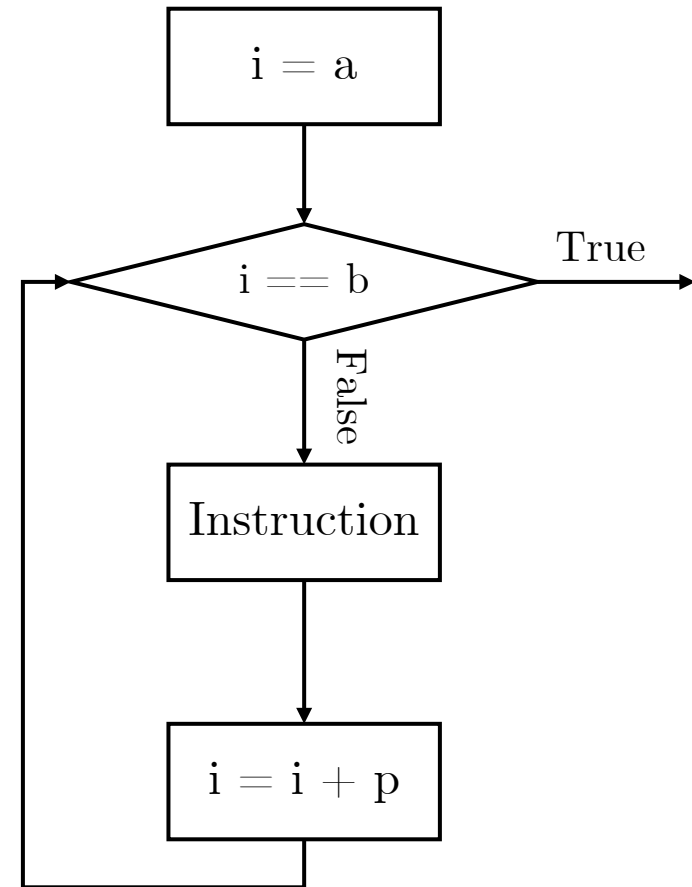 i = a
i == b
True
False
Instruction
i = i + p